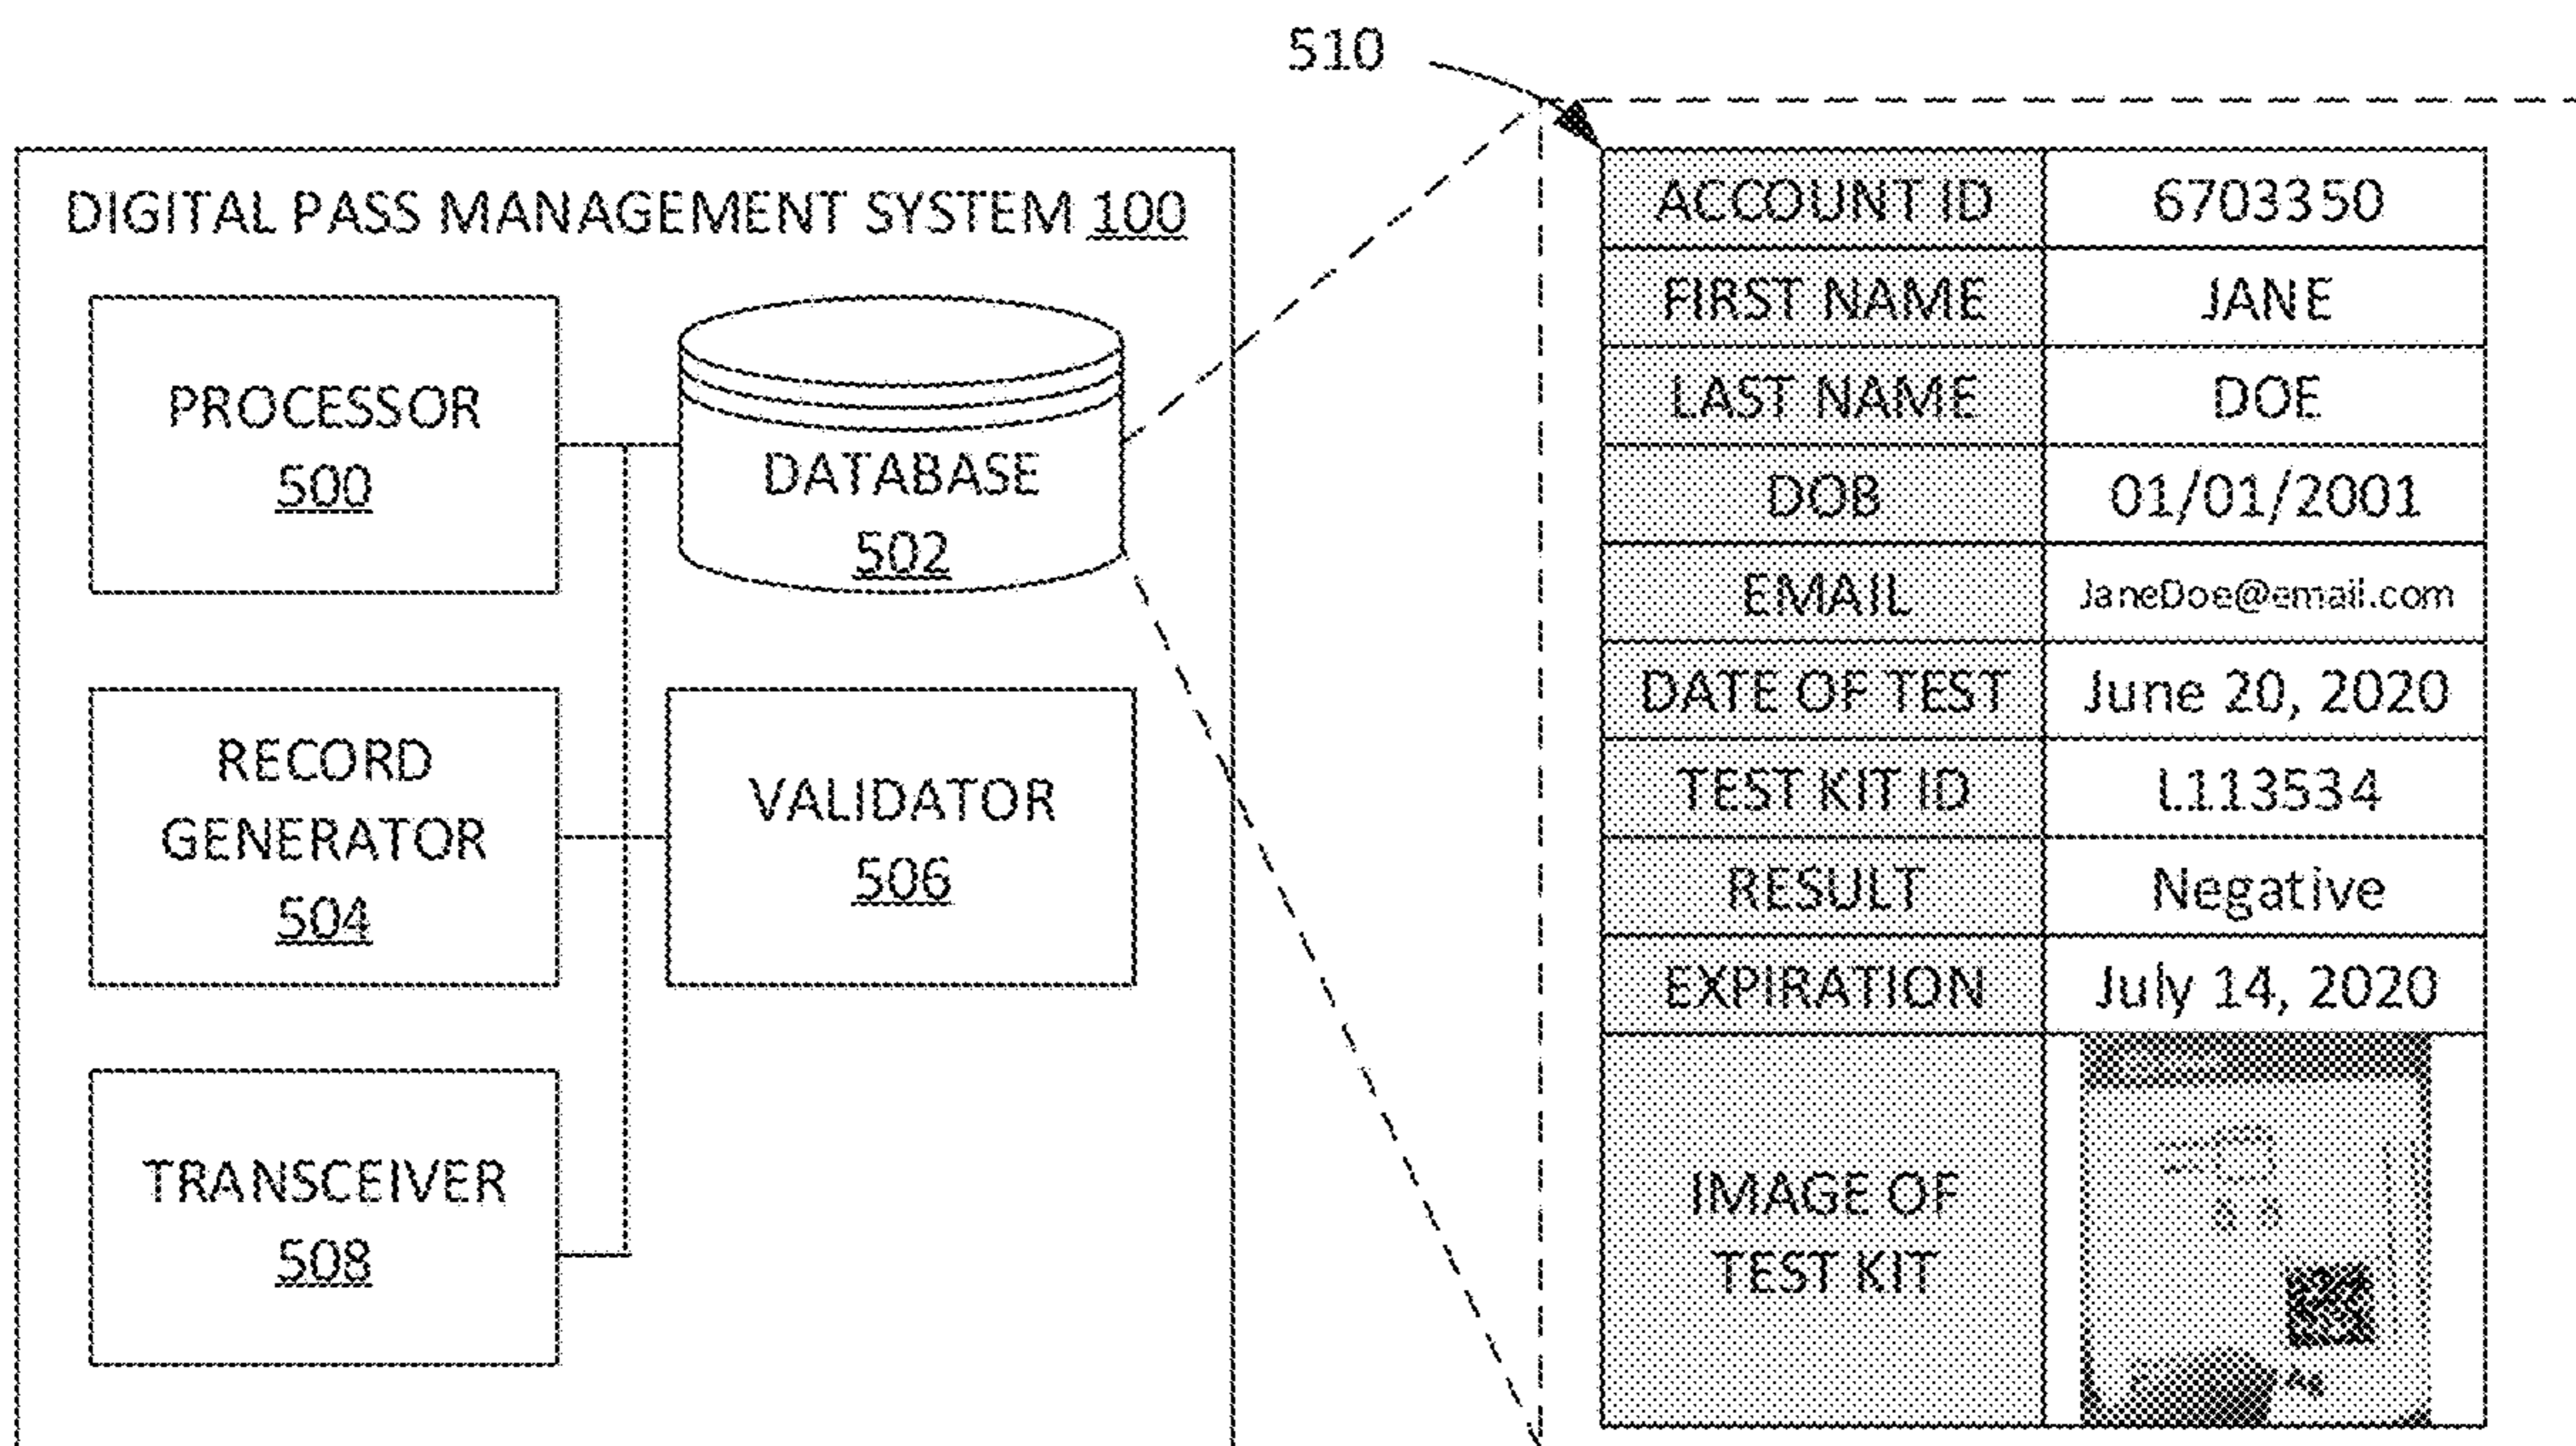 510
DIGITAL PASS MANAGEMENT SYSTEM 100
PROCESSOR
500
DATABASE
502
RECORD
GENERATOR
504
VALIDATOR
506
TRANSCEIVER
508
ACCOUNT ID 6703350
FIRST NAME JANE
LAST NAME DOE
DOB 01/01/2001
EMAIL JaneDoe@email.com
DATE OF TEST June 20, 2020
TEST KIT ID L113534
RESULT Negative
EXPIRATION July 14, 2020
IMAGE OF
TEST KIT